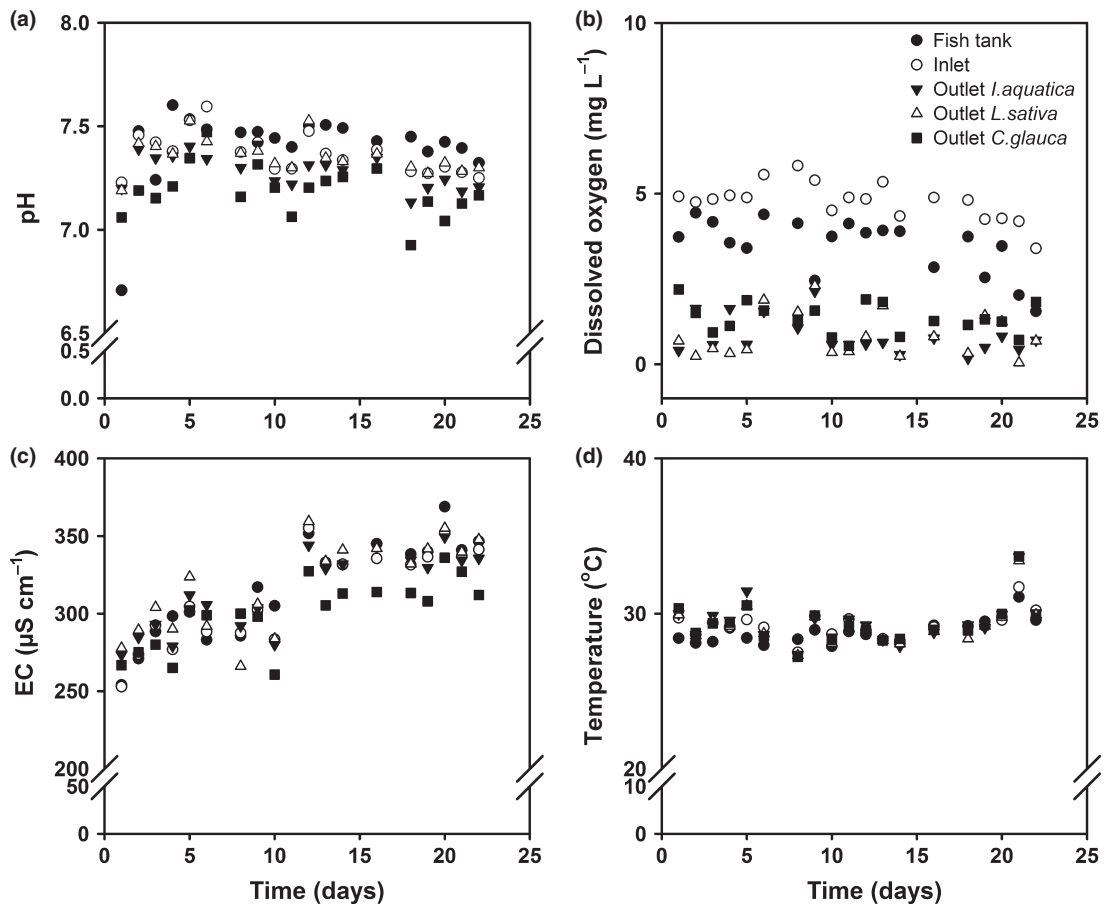 (a)
8.0
7.5
7.0
6.5
0.5
0.0
pH
0 5 10 15 20 25
(b)
10
5
0
Dissolved oxygen (mg L⁻¹)
Fish tank
Inlet
Outlet I.aquatica
Outlet L.sativa
Outlet C.glauca
0 5 10 15 20 25
(c)
400
350
300
250
200
50
0
EC (µS cm⁻¹)
0 5 10 15 20 25
Time (days)
(d)
40
30
20
10
0
Temperature (°C)
0 5 10 15 20 25
Time (days)